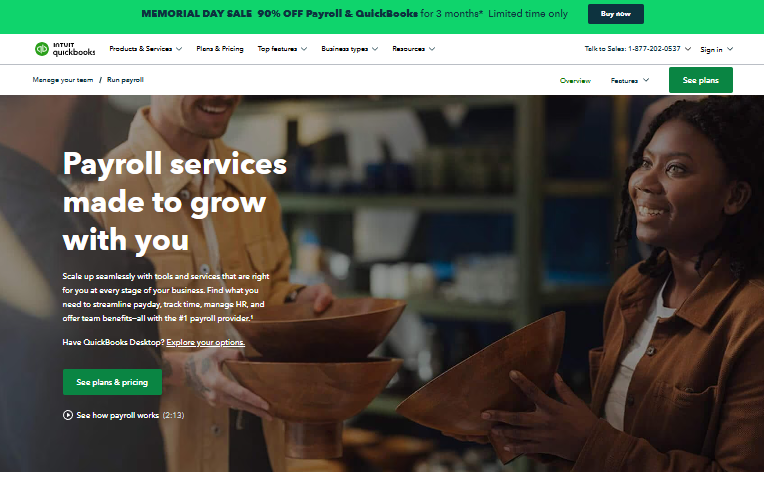 MEMORIAL DAY SALE 90% OFF Payroll & QuickBooks for 3 months* Limited time only Buy now
INTUIT quickbooks Products & Services Plans & Pricing Top features Business types Resources Talk to Sales: 1-877-202-0537 Sign in
Manage your team / Run payroll Overview Features See plans
Payroll services
made to grow
with you
Scale up seamlessly with tools and services that are right
for you at every stage of your business. Find what you
need to streamline payday, track time, manage HR, and
offer team benefits—all with the #1 payroll provider.¹
Have QuickBooks Desktop? Explore your options.
See plans & pricing
See how payroll works (2:13)